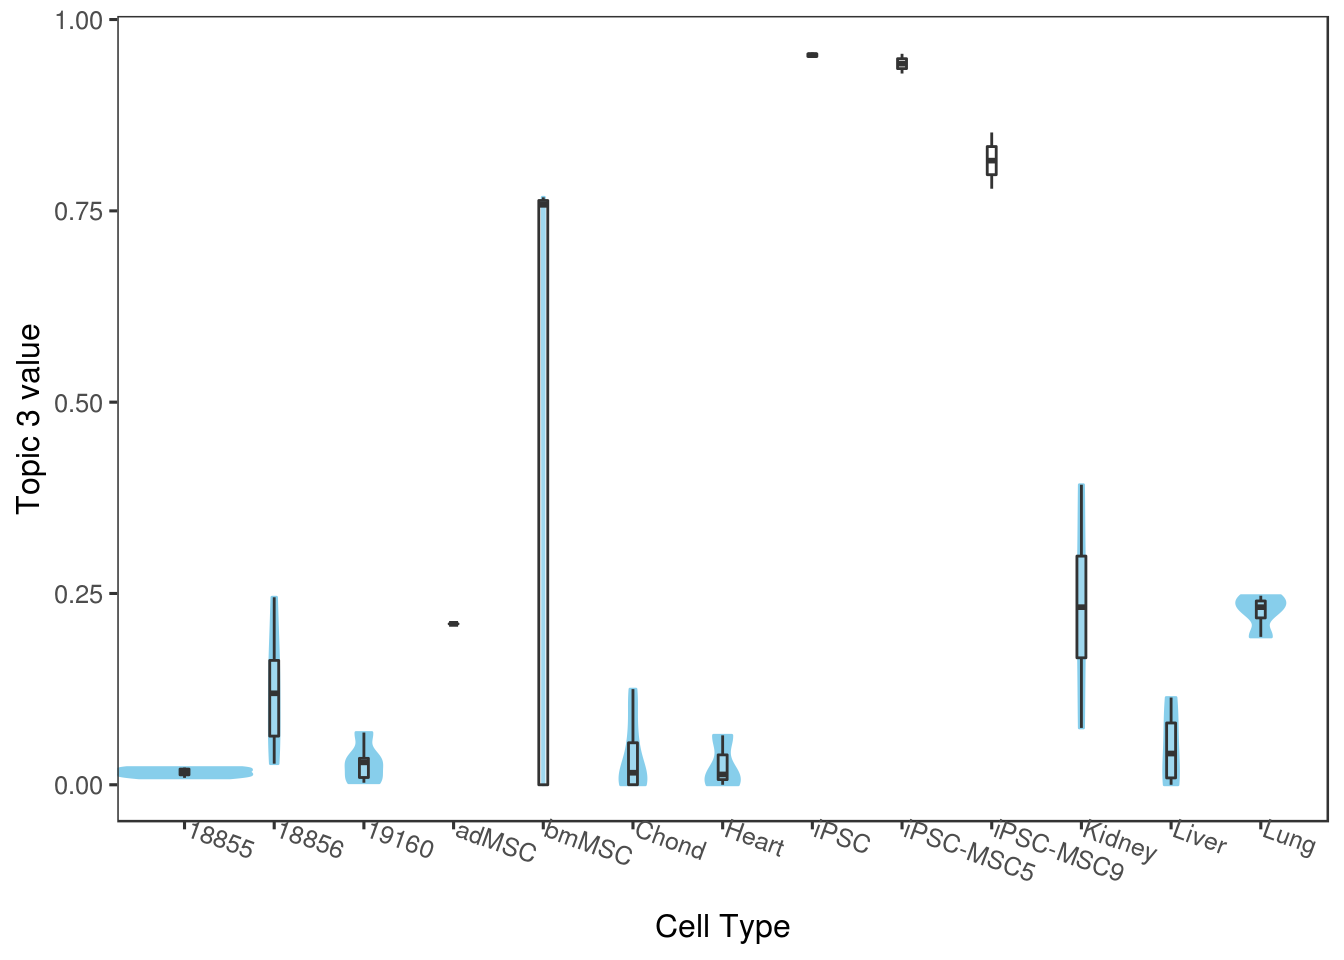 1.00
0.75
0.50
0.25
0.00
Topic 3 value
18855 18856 19160 adMSC bmMSC Chond Heart iPSC iPSC-MSC5 iPSC-MSC9 Kidney Liver Lung
Cell Type